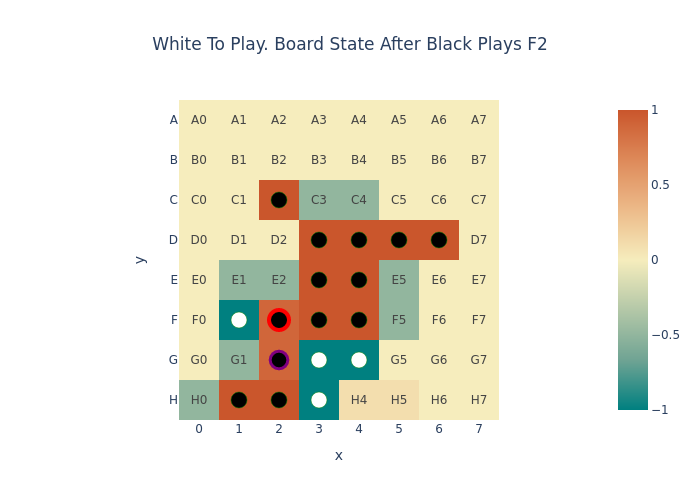 White To Play. Board State After Black Plays F2
A A0 A1 A2 A3 A4 A5 A6 A7
B B0 B1 B2 B3 B4 B5 B6 B7
C C0 C1 C3 C4 C5 C6 C7
D D0 D1 D2 D7
E E0 E1 E2 E5 E6 E7
F F0 F5 F6 F7
G G0 G1 G5 G6 G7
H H0 H4 H5 H6 H7
0 1 2 3 4 5 6 7
x
y
1
0.5
0
−0.5
−1